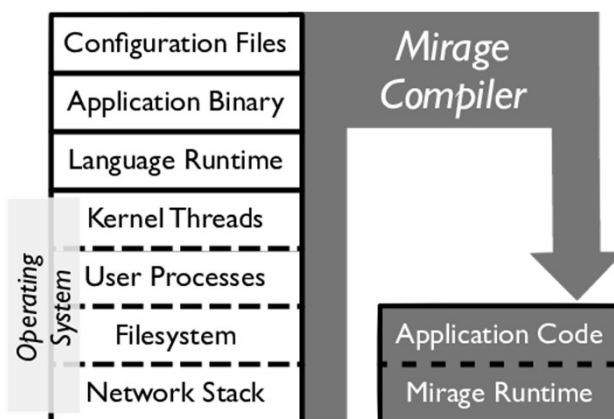 Configuration Files
Mirage
Compiler
Application Binary
Language Runtime
Kernel Threads
Operating
System
User Processes
Filesystem
Application Code
Network Stack
Mirage Runtime